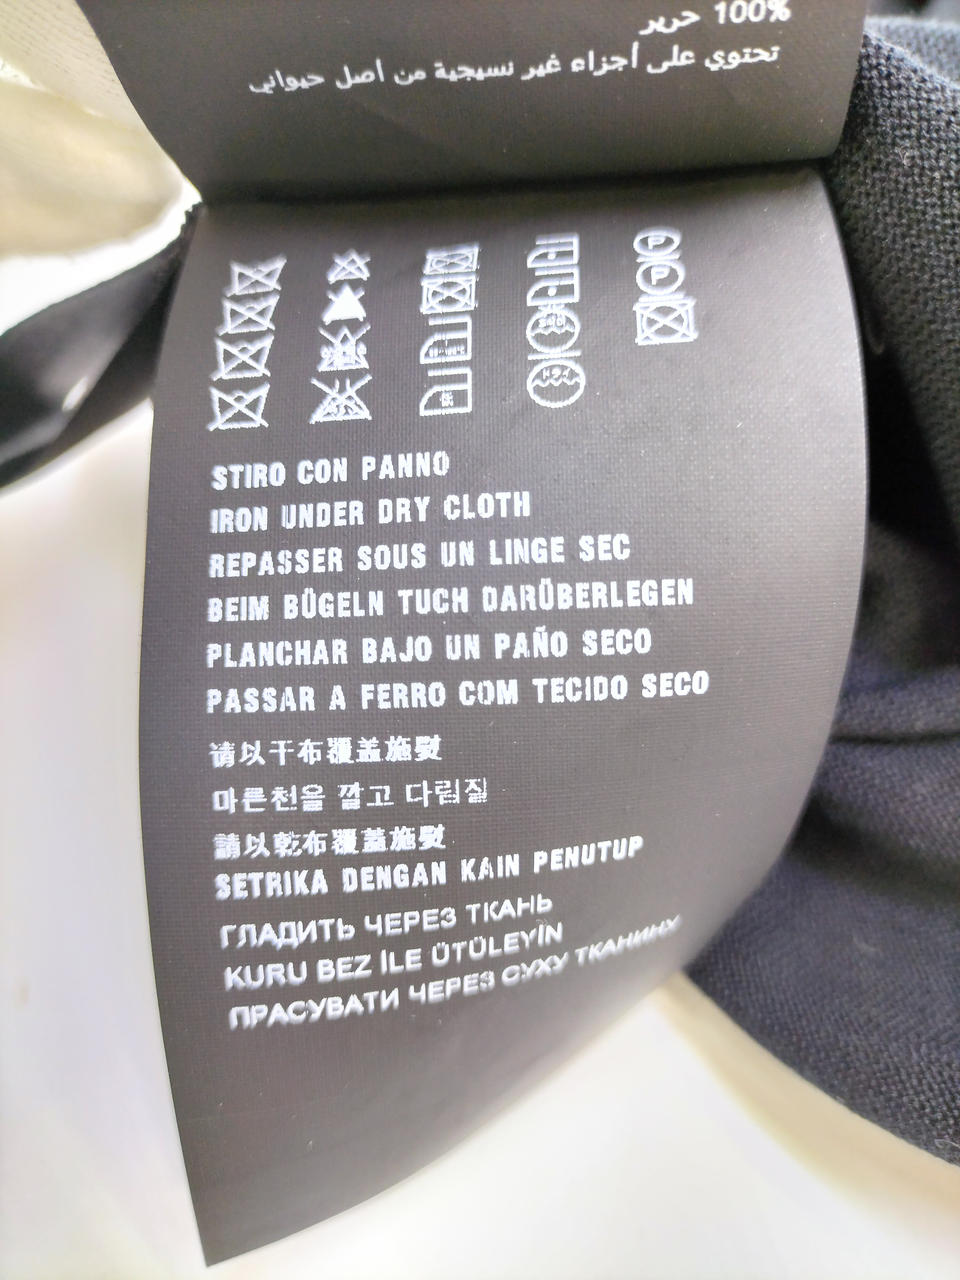 100% حرير
تحتوي على أجزاء غير نسيجية من أصل حيواني
STIRO CON PANNO
IRON UNDER DRY CLOTH
REPASSER SOUS UN LINGE SEC
BEIM BÜGELN TUCH DARÜBERLEGEN
PLANCHAR BAJO UN PAÑO SECO
PASSAR A FERRO COM TECIDO SECO
请以干布覆盖施熨
마른천을 깔고 다림질
請以乾布覆蓋施熨
SETRIKA DENGAN KAIN PENUTUP
ГЛАДИТЬ ЧЕРЕЗ ТКАНЬ
KURU BEZ İLE ÜTÜLEYİN
ПРАСУВАТИ ЧЕРЕЗ СУХУ ТКАНИНУ